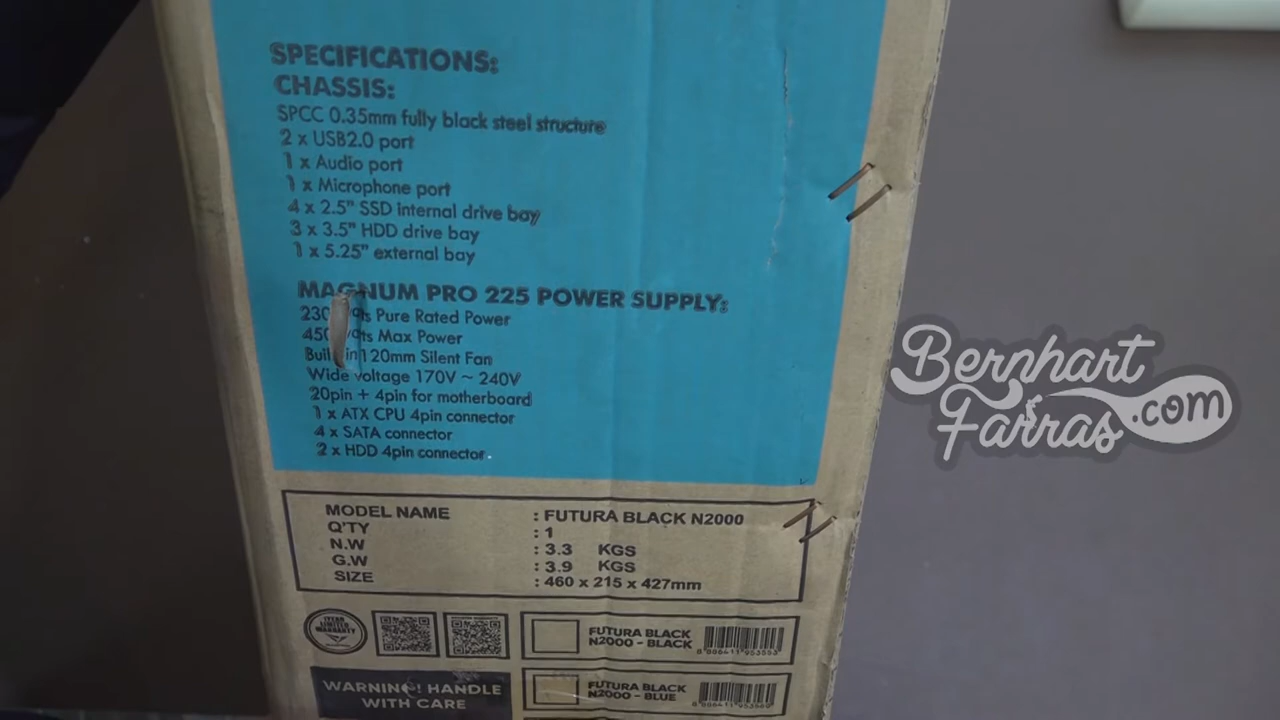 SPECIFICATIONS:
CHASSIS:
SPCC 0.35mm fully black steel structure
2 x USB2.0 port
1 x Audio port
1 x Microphone port
4 x 2.5" SSD internal drive bay
3 x 3.5" HDD drive bay
1 x 5.25" external bay
MAGNUM PRO 225 POWER SUPPLY:
Pure Rated Power
Max Power
120mm Silent Fan
Wide voltage 170V ~ 240V
20pin + 4pin for motherboard
1 x ATX CPU 4pin connector
4 x SATA connector
2 x HDD 4pin connector.
MODEL NAME : FUTURA BLACK N2000
Q'TY : 1
N.W : 3.3 KGS
G.W : 3.9 KGS
SIZE : 460 x 215 x 427mm
1YEAR
LIMITED
WARRANTY
FUTURA BLACK
N2000 - BLACK
FUTURA BLACK
N2000 - BLUE
WARNING! HANDLE
WITH CARE
Bernhart
Farras.com